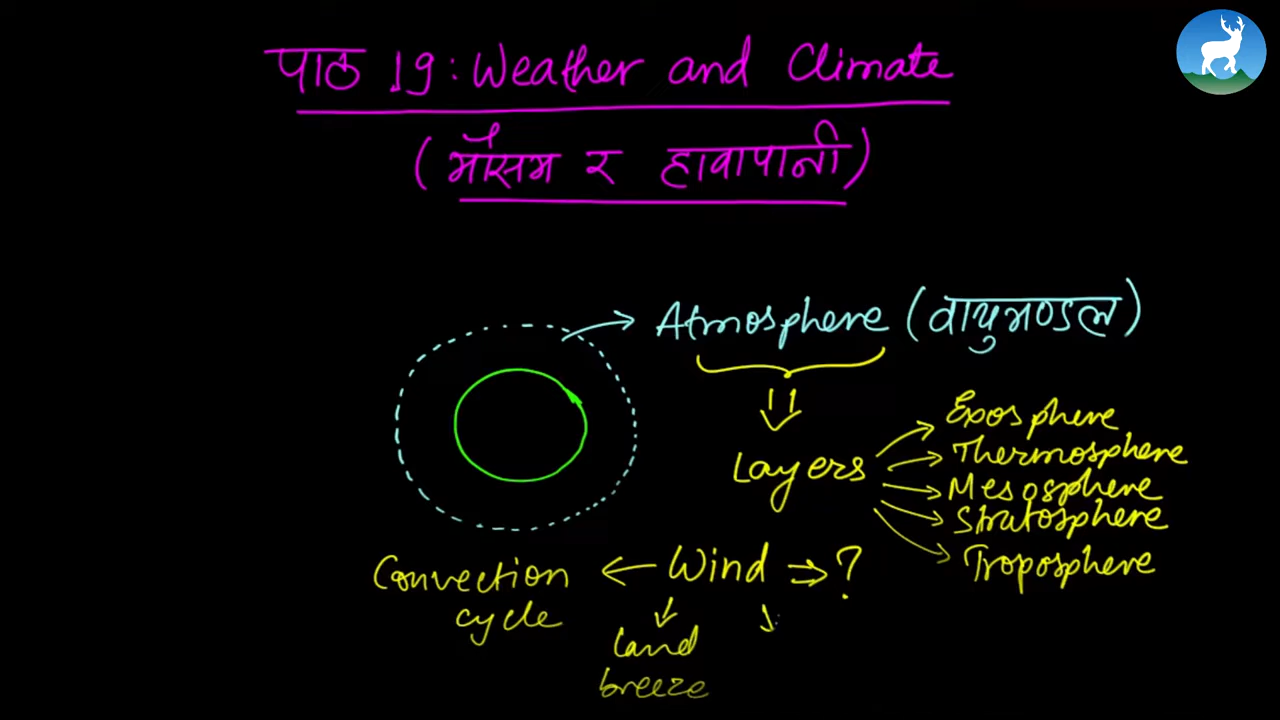 पाठ 19: Weather and Climate
(मौसम र हावापानी)
Atmosphere (वायुमण्डल)
Layers
Exosphere
Thermosphere
Mesosphere
Stratosphere
Troposphere
Convection cycle ← Wind ⇒ ?
Land
breeze